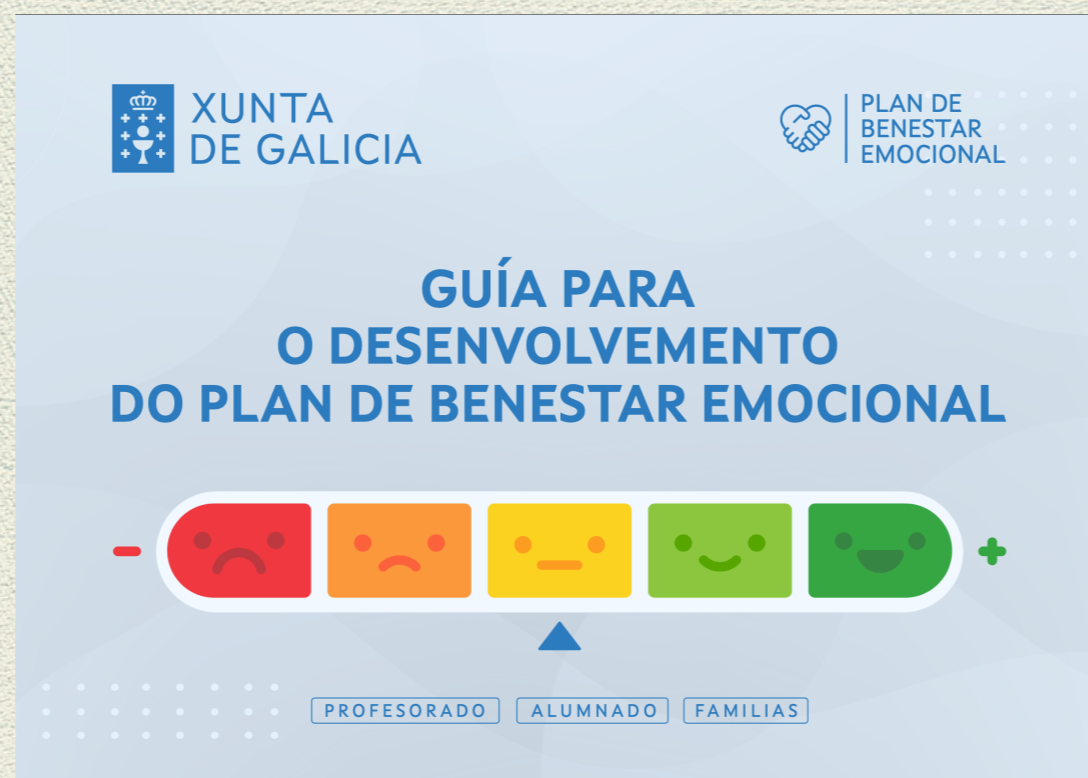 XUNTA
DE GALICIA
PLAN DE
BENESTAR
EMOCIONAL
GUÍA PARA
O DESENVOLVEMENTO
DO PLAN DE BENESTAR EMOCIONAL
PROFESORADO ALUMNADO FAMILIAS